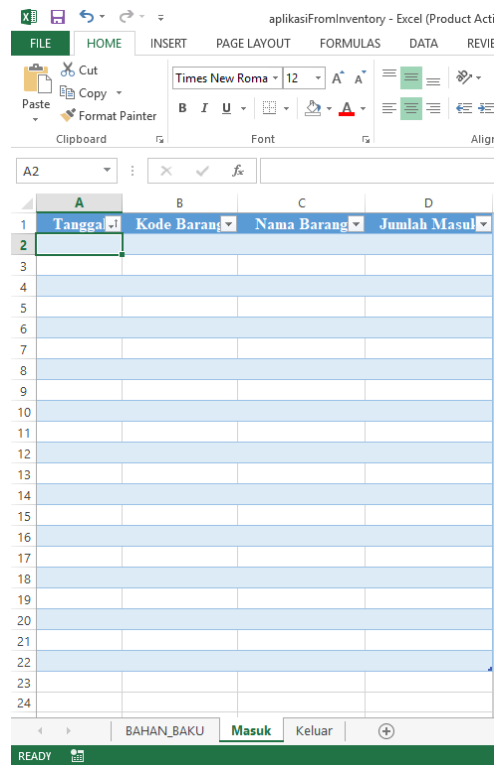 aplikasiFromInventory - Excel (Product Acti
FILE HOME INSERT PAGE LAYOUT FORMULAS DATA REVIE
Paste Cut Copy Format Painter
Times New Roma 12 A A
B I U A
Clipboard Font Align
A2 fx
A B C D
1 Tanggal Kode Barang Nama Barang Jumlah Masuk
2
3
4
5
6
7
8
9
10
11
12
13
14
15
16
17
18
19
20
21
22
23
24
BAHAN_BAKU Masuk Keluar
READY